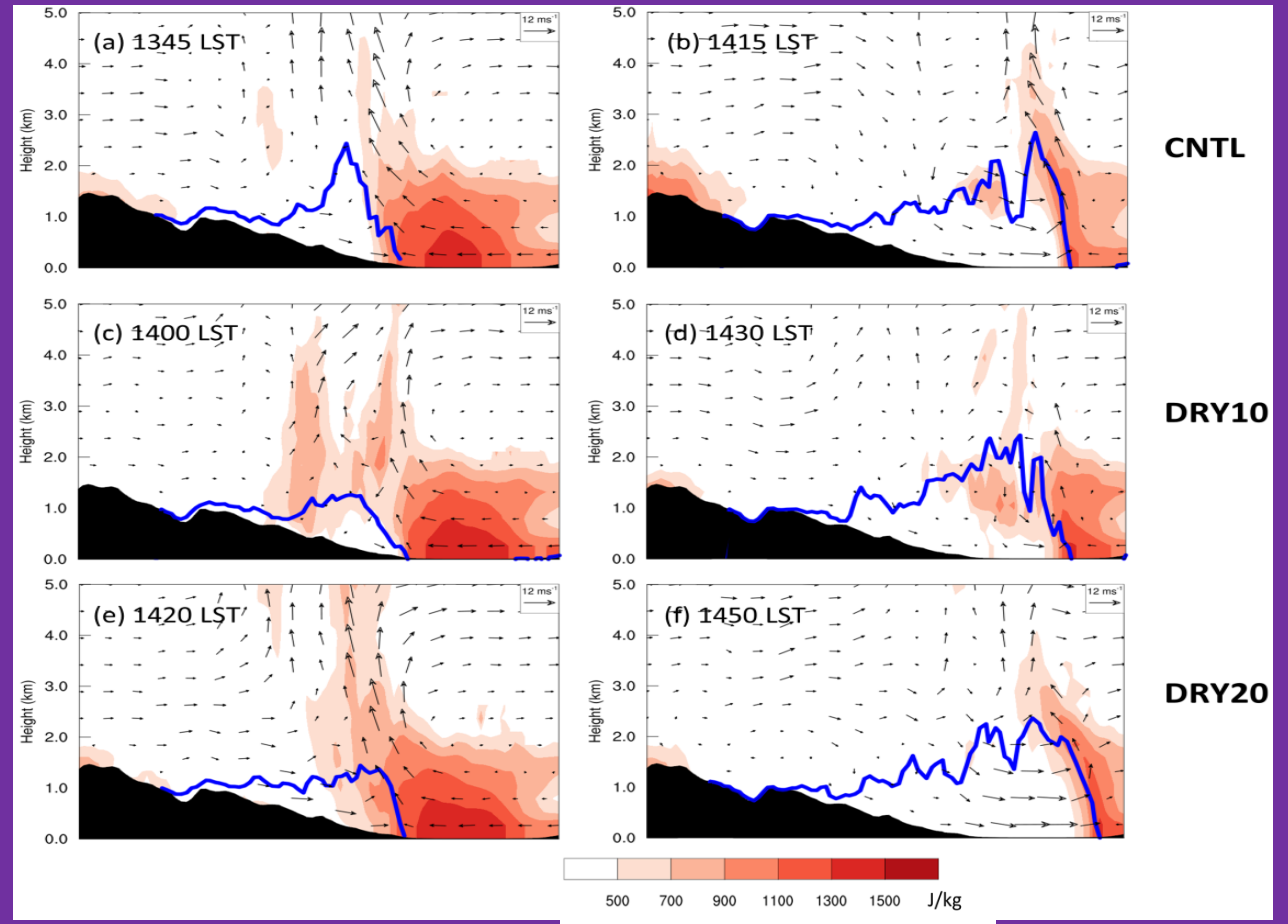 (a) 1345 LST
12 ms⁻¹
5.0
4.0
3.0
2.0
1.0
0.0
Height (km)
(b) 1415 LST
12 ms⁻¹
5.0
4.0
3.0
2.0
1.0
0.0
Height (km)
CNTL
(c) 1400 LST
12 ms⁻¹
5.0
4.0
3.0
2.0
1.0
0.0
Height (km)
(d) 1430 LST
12 ms⁻¹
5.0
4.0
3.0
2.0
1.0
0.0
Height (km)
DRY10
(e) 1420 LST
12 ms⁻¹
5.0
4.0
3.0
2.0
1.0
0.0
Height (km)
(f) 1450 LST
12 ms⁻¹
5.0
4.0
3.0
2.0
1.0
0.0
Height (km)
DRY20
500 700 900 1100 1300 1500 J/kg